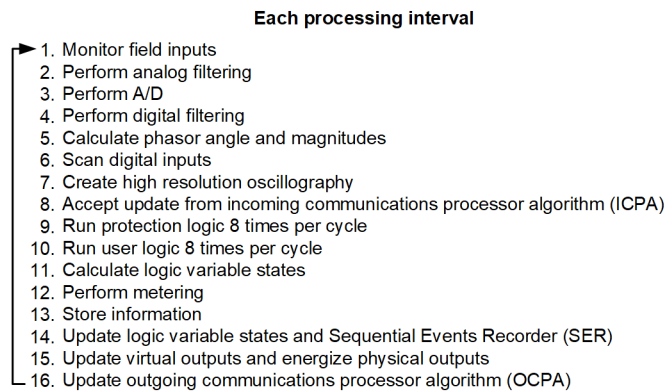 Each processing interval
1. Monitor field inputs
2. Perform analog filtering
3. Perform A/D
4. Perform digital filtering
5. Calculate phasor angle and magnitudes
6. Scan digital inputs
7. Create high resolution oscillography
8. Accept update from incoming communications processor algorithm (ICPA)
9. Run protection logic 8 times per cycle
10. Run user logic 8 times per cycle
11. Calculate logic variable states
12. Perform metering
13. Store information
14. Update logic variable states and Sequential Events Recorder (SER)
15. Update virtual outputs and energize physical outputs
16. Update outgoing communications processor algorithm (OCPA)